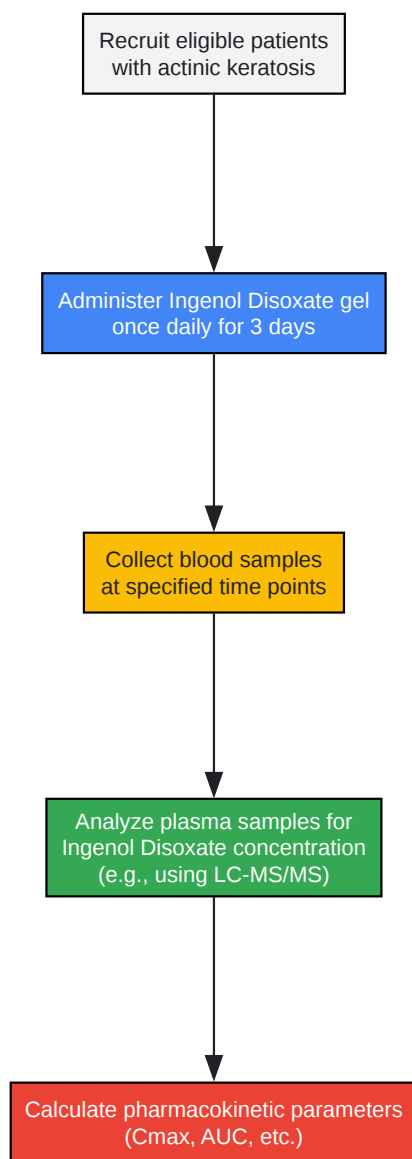 Recruit eligible patients
with actinic keratosis
Administer Ingenol Disoxate gel
once daily for 3 days
Collect blood samples
at specified time points
Analyze plasma samples for
Ingenol Disoxate concentration
(e.g., using LC-MS/MS)
Calculate pharmacokinetic parameters
(Cmax, AUC, etc.)